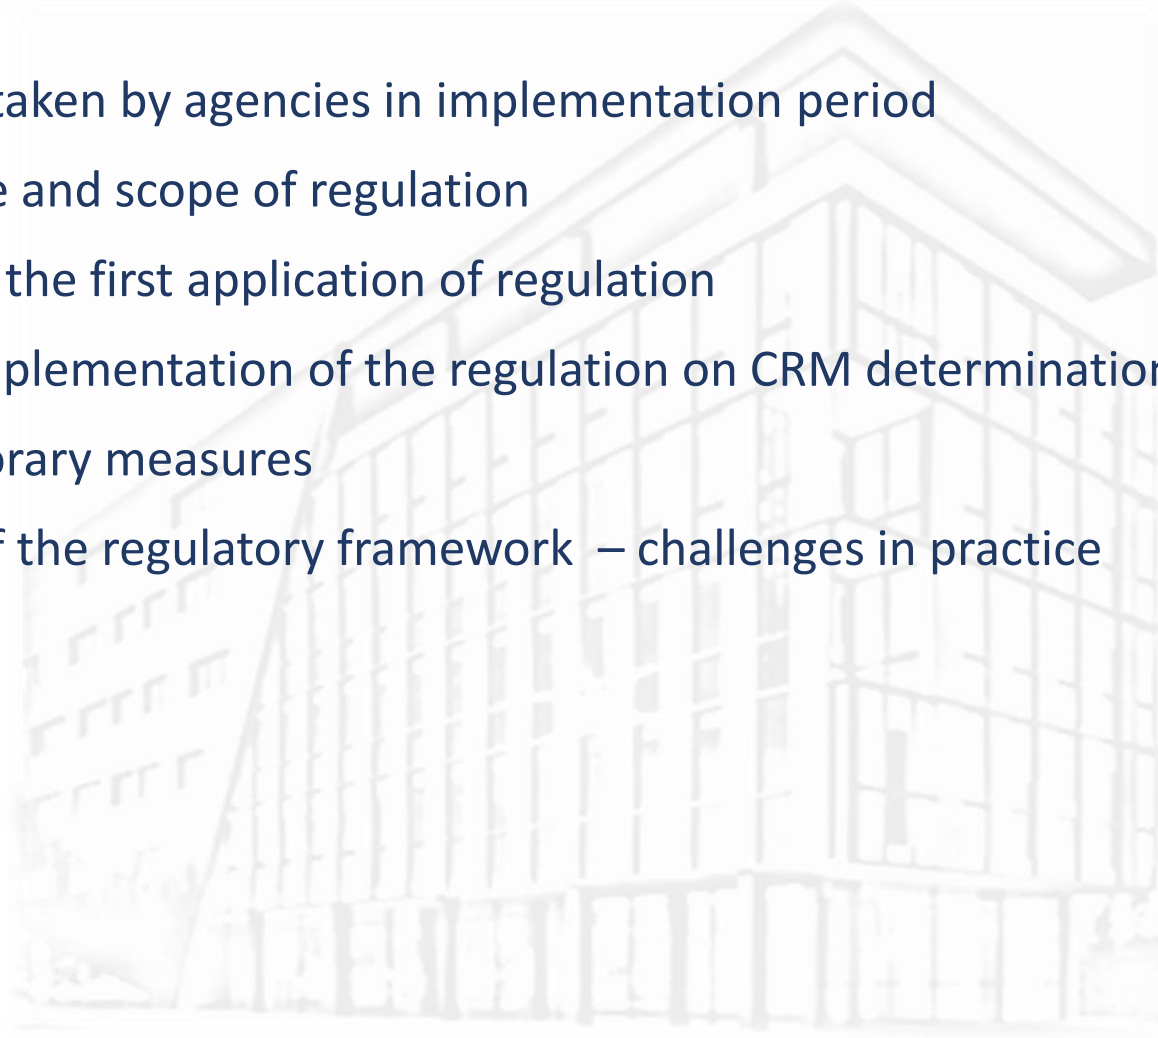 taken by agencies in implementation period
e and scope of regulation
the first application of regulation
plementation of the regulation on CRM determination
orary measures
f the regulatory framework – challenges in practice